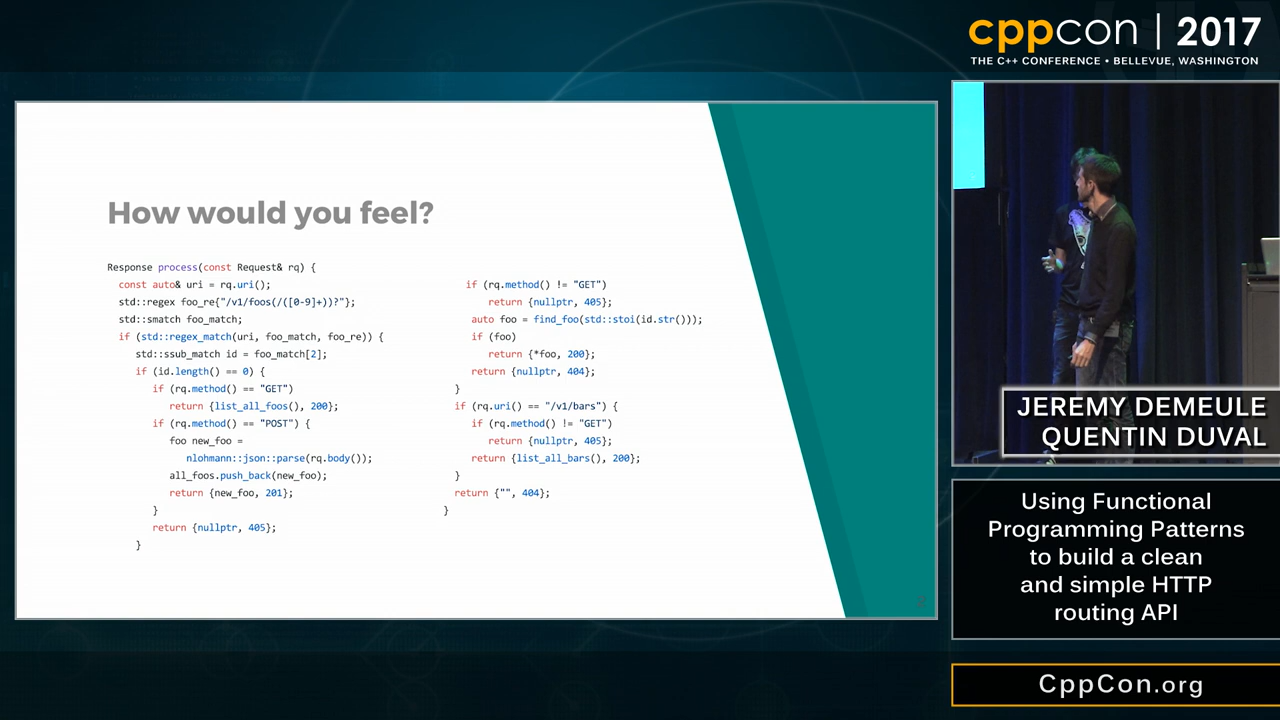 cppcon | 2017
THE C++ CONFERENCE • BELLEVUE, WASHINGTON
How would you feel?
Response process(const Request& rq) {
const auto& uri = rq.uri();
std::regex foo_re{"/v1/foos(/([0-9]+))?"};
std::smatch foo_match;
if (std::regex_match(uri, foo_match, foo_re)) {
std::ssub_match id = foo_match[2];
if (id.length() == 0) {
if (rq.method() == "GET")
return {list_all_foos(), 200};
if (rq.method() == "POST") {
foo new_foo =
nlohmann::json::parse(rq.body());
all_foos.push_back(new_foo);
return {new_foo, 201};
}
return {nullptr, 405};
}
if (rq.method() != "GET")
return {nullptr, 405};
auto foo = find_foo(std::stoi(id.str()));
if (foo)
return {*foo, 200};
return {nullptr, 404};
}
if (rq.uri() == "/v1/bars") {
if (rq.method() != "GET")
return {nullptr, 405};
return {list_all_bars(), 200};
}
return {"", 404};
}
JEREMY DEMEULE
QUENTIN DUVAL
Using Functional
Programming Patterns
to build a clean
and simple HTTP
routing API
CppCon.org